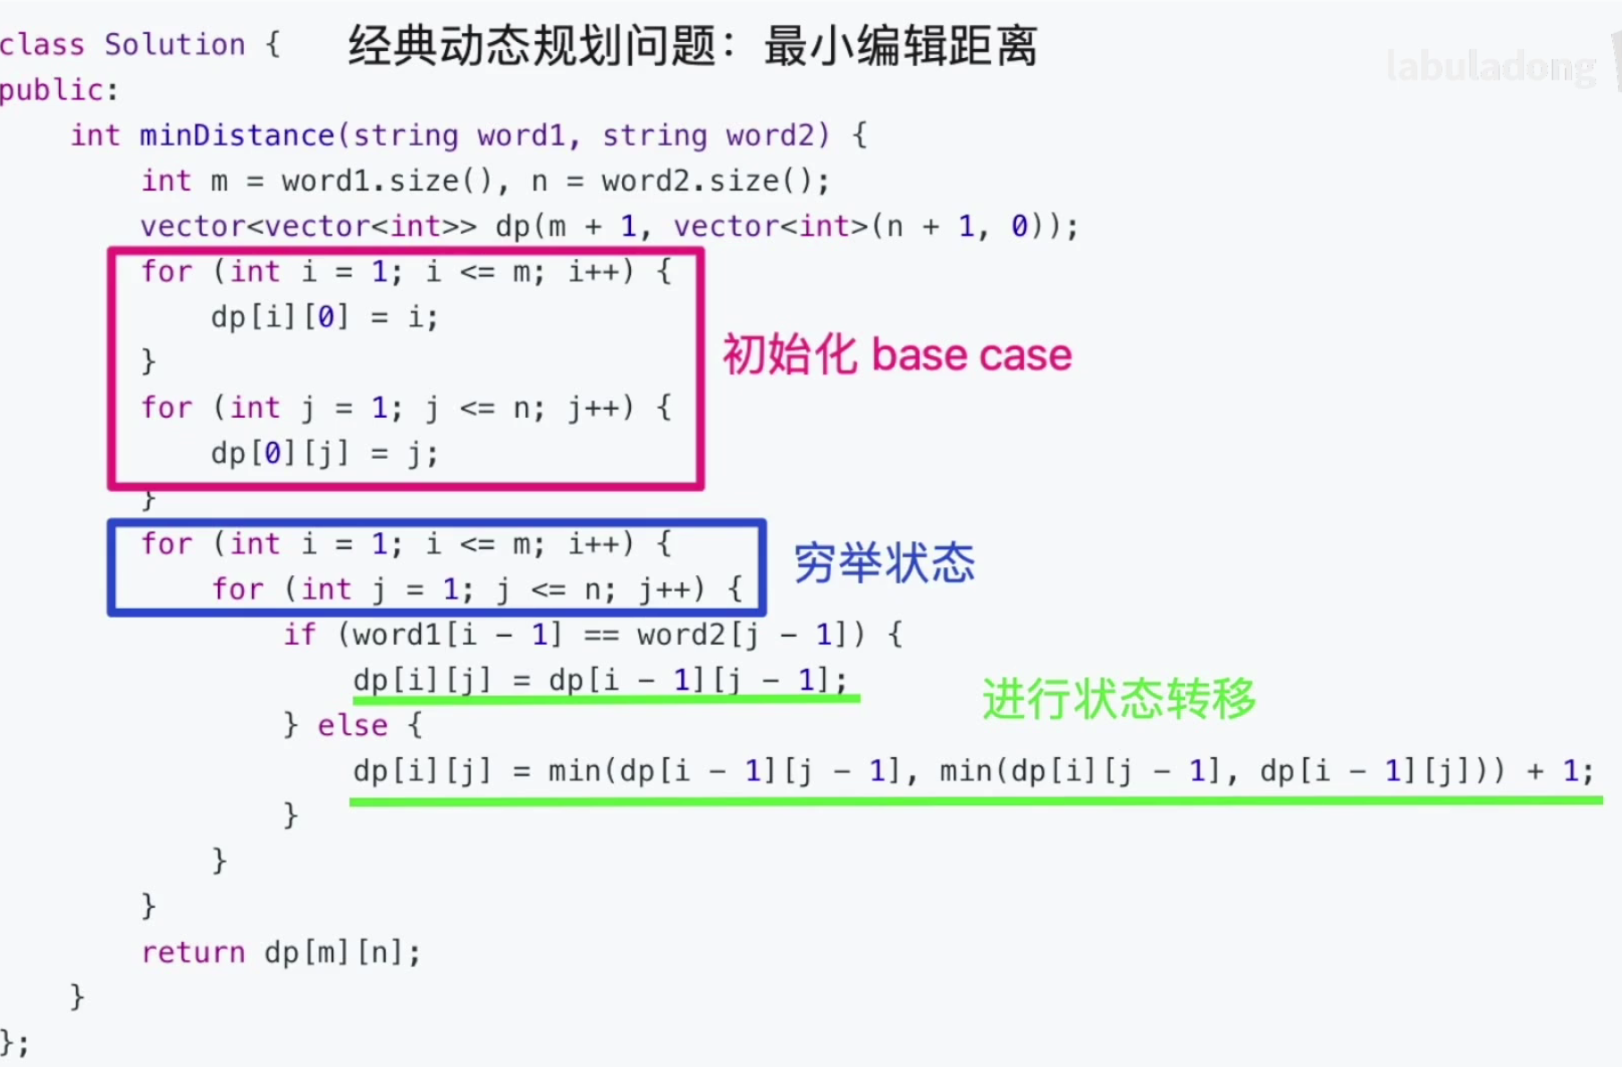 class Solution { 经典动态规划问题：最小编辑距离
labuladong
public:
    int minDistance(string word1, string word2) {
        int m = word1.size(), n = word2.size();
        vector<vector<int>> dp(m + 1, vector<int>(n + 1, 0));
        for (int i = 1; i <= m; i++) {
            dp[i][0] = i;
        }
初始化 base case
        for (int j = 1; j <= n; j++) {
            dp[0][j] = j;
        }
        for (int i = 1; i <= m; i++) {
穷举状态
            for (int j = 1; j <= n; j++) {
                if (word1[i - 1] == word2[j - 1]) {
                    dp[i][j] = dp[i - 1][j - 1];
进行状态转移
                } else {
                    dp[i][j] = min(dp[i - 1][j - 1], min(dp[i][j - 1], dp[i - 1][j])) + 1;
                }
            }
        }
        return dp[m][n];
    }
};